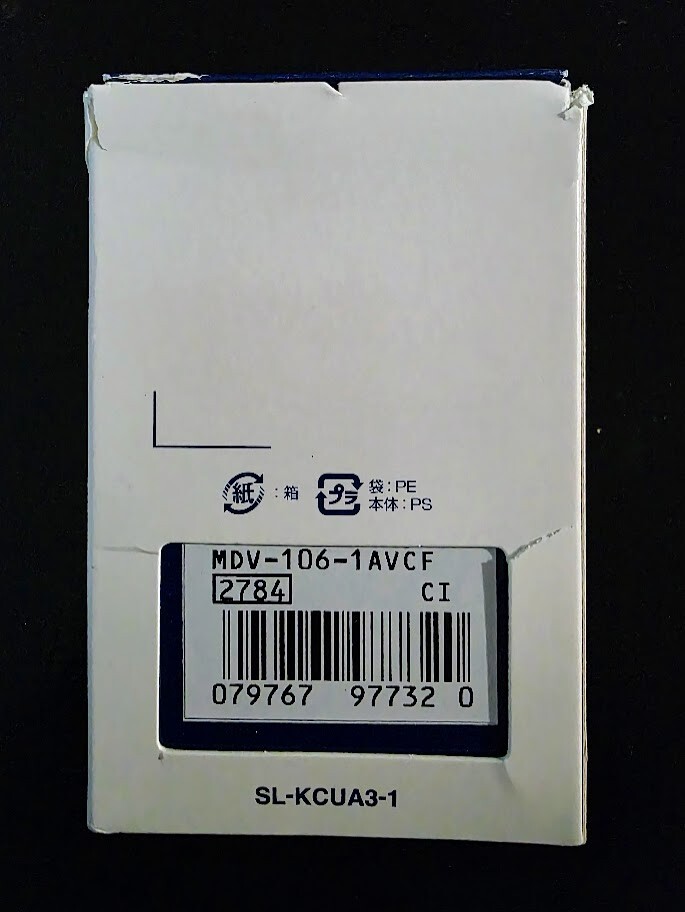 紙 : 箱
プラ 袋 : PE
本体 : PS
MDV-106-1AVCF
2784 CI
079767 97732 0
SL-KCUA3-1